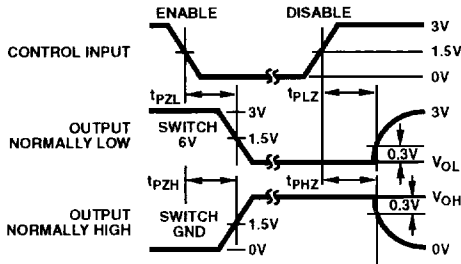 ENABLE DISABLE
3V
CONTROL INPUT 1.5V
0V
tPZL tPLZ
3V 3V
OUTPUT NORMALLY LOW
SWITCH 6V
1.5V
0.3V
VOL
tPZH tPHZ
VOH
0.3V
OUTPUT NORMALLY HIGH
SWITCH GND
1.5V
0V 0V